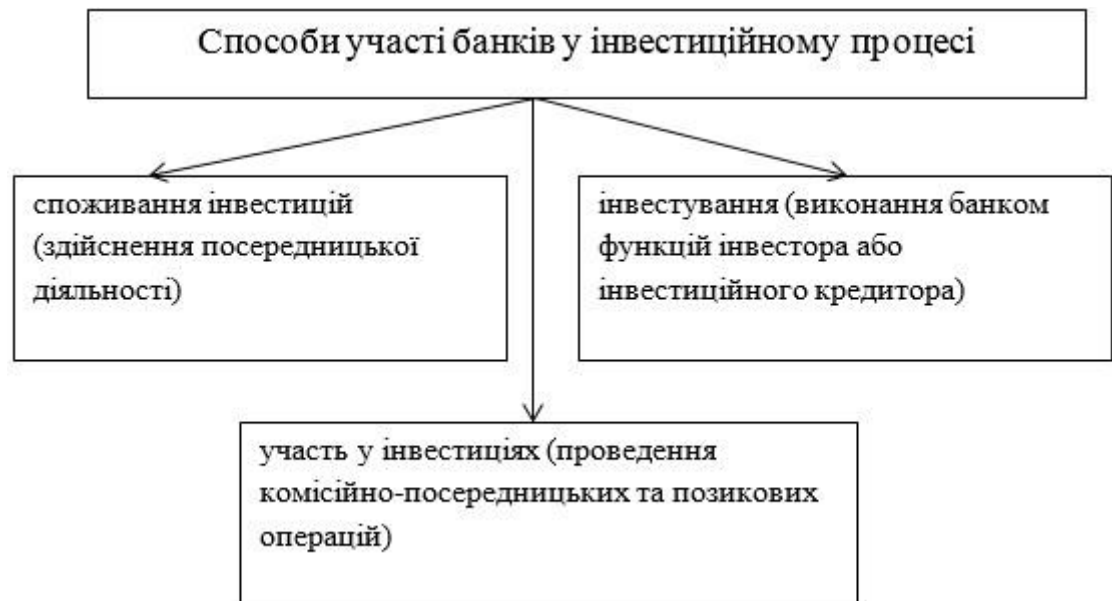 Способи участі банків у інвестиційному процесі
споживання інвестицій
(здійснення посередницької
діяльності)
інвестування (виконання банком
функцій інвестора або
інвестиційного кредитора)
участь у інвестиціях (проведення
комісійно-посередницьких та позикових
операцій)